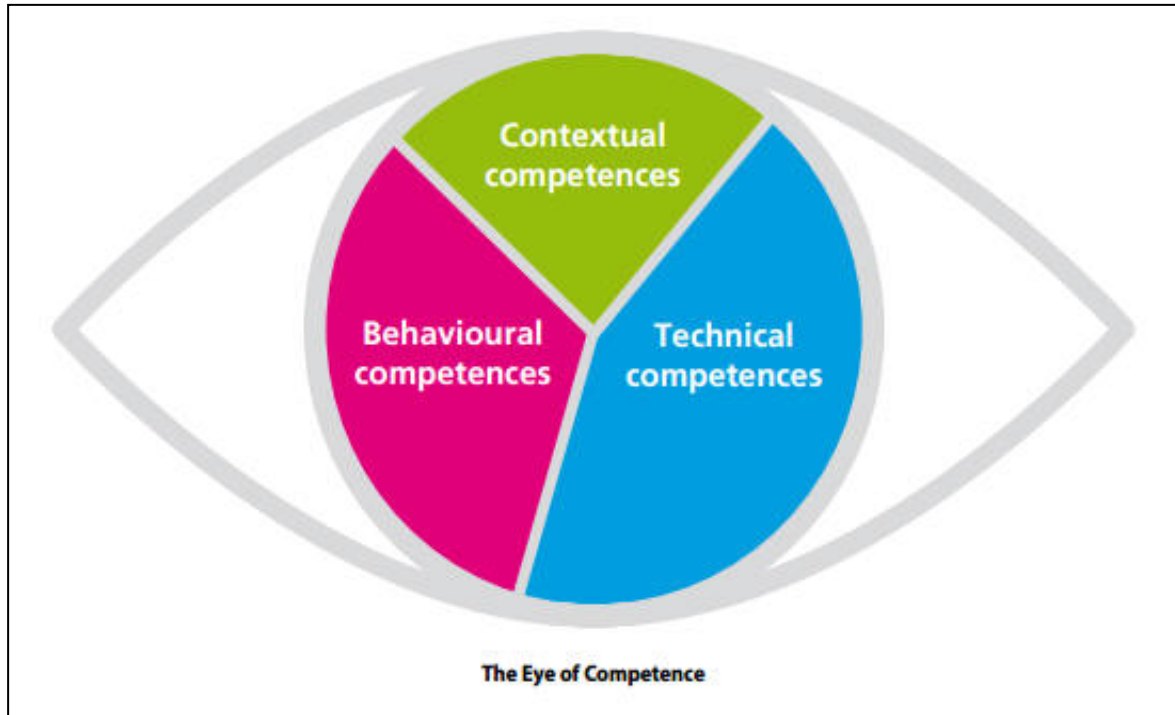 Contextual
competences
Behavioural
competences
Technical
competences
The Eye of Competence